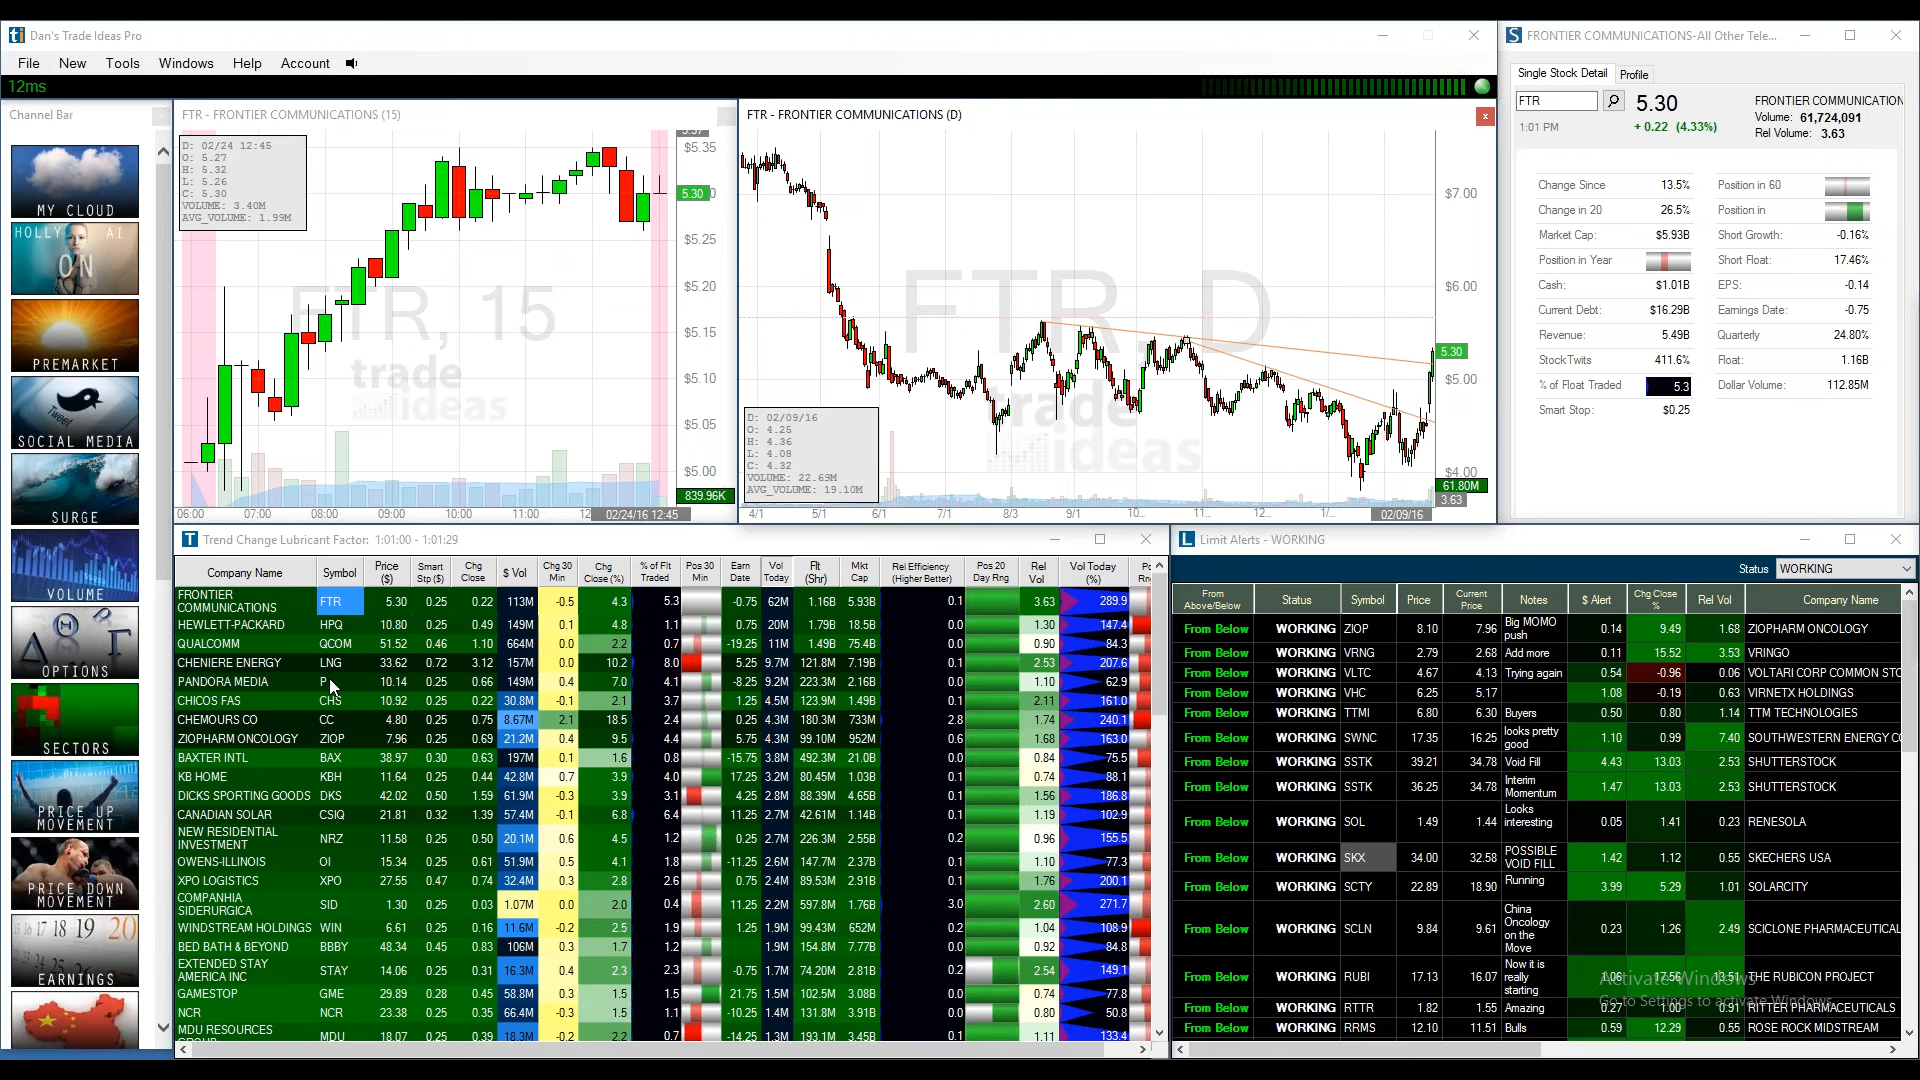 Dan's Trade Ideas Pro
File New Tools Windows Help Account
12ms
Channel Bar
MY CLOUD
HOLLY AI
ON
PREMARKET
Tweet
SOCIAL MEDIA
SURGE
VOLUME
OPTIONS
SECTORS
PRICE UP
MOVEMENT
PRICE DOWN
MOVEMENT
17 18 19 20
EARNINGS
FTR - FRONTIER COMMUNICATIONS (15)
D: 02/24 12:45
O: 5.27
H: 5.32
L: 5.26
C: 5.30
VOLUME: 3.40M
AVG_VOLUME: 1.99M
FTR, 15
trade
ideas
$5.35
5.30
$5.25
$5.20
$5.15
$5.10
$5.05
$5.00
839.96K
06:00 07:00 08:00 09:00 10:00 11:00 12 02/24/16 12:45
FTR - FRONTIER COMMUNICATIONS (D)
FTR, D
trade
ideas
D: 02/09/16
O: 4.25
H: 4.36
L: 4.08
C: 4.32
VOLUME: 22.69M
AVG_VOLUME: 19.10M
$7.00
$6.00
5.30
$5.00
$4.00
61.80M
3.63
4/1 5/1 6/1 7/1 8/3 9/1 10... 11... 12... 1/... 02/09/16
FRONTIER COMMUNICATIONS-All Other Tele...
Single Stock Detail Profile
FTR 5.30 FRONTIER COMMUNICATION
1:01 PM + 0.22 (4.33%) Volume: 61,724,091
Rel Volume: 3.63
Change Since 13.5% Position in 60
Change in 20 26.5% Position in
Market Cap: $5.93B Short Growth: -0.16%
Position in Year Short Float: 17.46%
Cash: $1.01B EPS: -0.14
Current Debt: $16.29B Earnings Date: -0.75
Revenue: 5.49B Quarterly 24.80%
StockTwits 411.6% Float: 1.16B
% of Float Traded 5.3 Dollar Volume: 112.85M
Smart Stop: $0.25
Trend Change Lubricant Factor: 1:01:00 - 1:01:29
Company Name Symbol Price ($) Smart Stp ($) Chg Close $ Vol Chg 30 Min Chg Close (%) % of Flt Traded Pos 30 Min Earn Date Vol Today Flt (Shr) Mkt Cap Rel Efficiency (Higher Better) Pos 20 Day Rng Rel Vol Vol Today (%)
FRONTIER COMMUNICATIONS FTR 5.30 0.25 0.22 113M -0.5 4.3 5.3 -0.75 62M 1.16B 5.93B 0.1 3.63 289.9
HEWLETT-PACKARD HPQ 10.80 0.25 0.49 149M 0.1 4.8 1.1 0.75 20M 1.79B 18.5B 0.0 1.30 147.4
QUALCOMM QCOM 51.52 0.46 1.10 664M 0.0 2.2 0.7 -19.25 11M 1.49B 75.4B 0.0 0.90 84.3
CHENIERE ENERGY LNG 33.62 0.72 3.12 157M 0.0 10.2 8.0 5.25 9.7M 121.8M 7.19B 0.1 2.53 207.6
PANDORA MEDIA P 10.14 0.25 0.66 149M 0.4 7.0 4.1 -8.25 9.2M 223.3M 2.16B 0.1 1.10 62.9
CHICOS FAS CHS 10.92 0.25 0.22 30.8M -0.1 2.1 3.7 1.25 4.5M 123.9M 1.49B 0.1 2.11 161.0
CHEMOURS CO CC 4.80 0.25 0.75 8.67M 2.1 18.5 2.4 0.25 4.3M 180.3M 733M 2.8 1.74 240.1
ZIOPHARM ONCOLOGY ZIOP 7.96 0.25 0.69 21.2M 0.4 9.5 4.4 5.75 4.3M 99.10M 952M 0.6 1.68 163.0
BAXTER INTL BAX 38.97 0.30 0.63 197M 0.1 1.6 0.8 -15.75 3.8M 492.3M 21.0B 0.0 0.84 75.5
KB HOME KBH 11.64 0.25 0.44 42.8M 0.7 3.9 4.0 17.25 3.2M 80.45M 1.03B 0.1 0.74 88.1
DICKS SPORTING GOODS DKS 42.02 0.50 1.59 61.9M -0.3 3.9 3.1 4.25 2.8M 88.39M 4.65B 0.1 1.56 186.8
CANADIAN SOLAR CSIQ 21.81 0.32 1.39 57.4M -0.1 6.8 6.4 11.25 2.7M 42.61M 1.14B 0.1 1.19 102.9
NEW RESIDENTIAL INVESTMENT NRZ 11.58 0.25 0.50 20.1M 0.6 4.5 1.2 0.25 2.7M 226.3M 2.55B 0.2 0.96 155.5
OWENS-ILLINOIS OI 15.34 0.25 0.61 51.9M 0.5 4.1 1.8 -11.25 2.6M 147.7M 2.37B 0.1 1.10 77.3
XPO LOGISTICS XPO 27.55 0.47 0.74 32.4M 0.3 2.8 2.6 0.75 2.4M 89.53M 2.91B 0.1 1.76 200.1
COMPANHIA SIDERURGICA SID 1.30 0.25 0.03 1.07M 0.0 2.0 0.4 11.25 2.2M 597.8M 1.76B 3.0 2.60 271.7
WINDSTREAM HOLDINGS WIN 6.61 0.25 0.16 11.6M -0.2 2.5 1.9 1.25 1.9M 99.43M 652M 0.2 1.04 108.9
BED BATH & BEYOND BBBY 48.34 0.45 0.83 106M 0.3 1.7 1.2 1.9M 154.8M 7.77B 0.0 0.92 84.8
EXTENDED STAY AMERICA INC STAY 14.06 0.25 0.31 16.3M 0.4 2.3 2.3 -0.75 1.7M 74.20M 2.81B 0.2 2.54 149.1
GAMESTOP GME 29.89 0.28 0.45 58.8M 0.3 1.5 1.5 21.75 1.5M 102.5M 3.08B 0.0 0.74 77.8
NCR NCR 23.38 0.25 0.35 66.4M -0.3 1.5 1.1 -10.25 1.4M 131.8M 3.91B 0.0 0.80 50.8
MDU RESOURCES MDU 18.07 0.25 0.39 18.3M -0.2 2.2 0.7 -14.25 1.3M 193.1M 3.45B 0.1 1.11 133.4
Limit Alerts - WORKING
Status WORKING
From Above/Below Status Symbol Price Current Price Notes $ Alert Chg Close % Rel Vol Company Name
From Below WORKING ZIOP 8.10 7.96 Big MOMO push 0.14 9.49 1.68 ZIOPHARM ONCOLOGY
From Below WORKING VRNG 2.79 2.68 Add more 0.11 15.52 3.53 VRINGO
From Below WORKING VLTC 4.67 4.13 Trying again 0.54 -0.96 0.06 VOLTARI CORP COMMON STO
From Below WORKING VHC 6.25 5.17 1.08 -0.19 0.63 VIRNETX HOLDINGS
From Below WORKING TTMI 6.80 6.30 Buyers 0.50 0.80 1.14 TTM TECHNOLOGIES
From Below WORKING SWNC 17.35 16.25 looks pretty good 1.10 0.99 7.40 SOUTHWESTERN ENERGY CO
From Below WORKING SSTK 39.21 34.78 Void Fill 4.43 13.03 2.53 SHUTTERSTOCK
From Below WORKING SSTK 36.25 34.78 Interim Momentum 1.47 13.03 2.53 SHUTTERSTOCK
From Below WORKING SOL 1.49 1.44 Looks interesting 0.05 1.41 0.23 RENESOLA
From Below WORKING SKX 34.00 32.58 POSSIBLE VOID FILL 1.42 1.12 0.55 SKECHERS USA
From Below WORKING SCTY 22.89 18.90 Running 3.99 5.29 1.01 SOLARCITY
From Below WORKING SCLN 9.84 9.61 China Oncology on the Move 0.23 1.26 2.49 SCICLONE PHARMACEUTICAL
From Below WORKING RUBI 17.13 16.07 Now it is really starting 1.06 17.56 13.51 THE RUBICON PROJECT
From Below WORKING RTTR 1.82 1.55 Amazing 0.27 1.00 0.91 RITTER PHARMACEUTICALS
From Below WORKING RRMS 12.10 11.51 Bulls 0.59 12.29 0.55 ROSE ROCK MIDSTREAM
Activate Windows
Go to Settings to activate Windows.